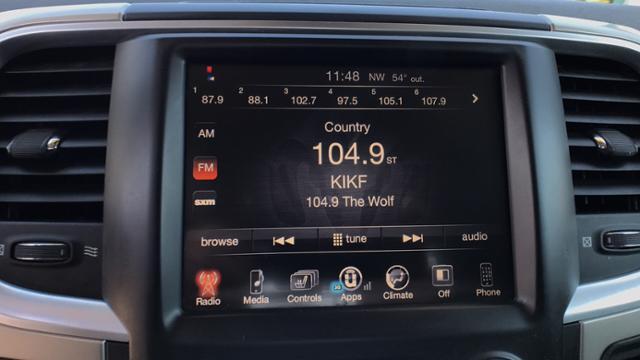 11:48 NW 54° out.
1 2 3 4 5 6
87.9 88.1 102.7 97.5 105.1 107.9
AM
Country
104.9 ST
FM
KIKF
sxm
104.9 The Wolf
browse tune audio
Radio Media Controls Apps Climate Off Phone